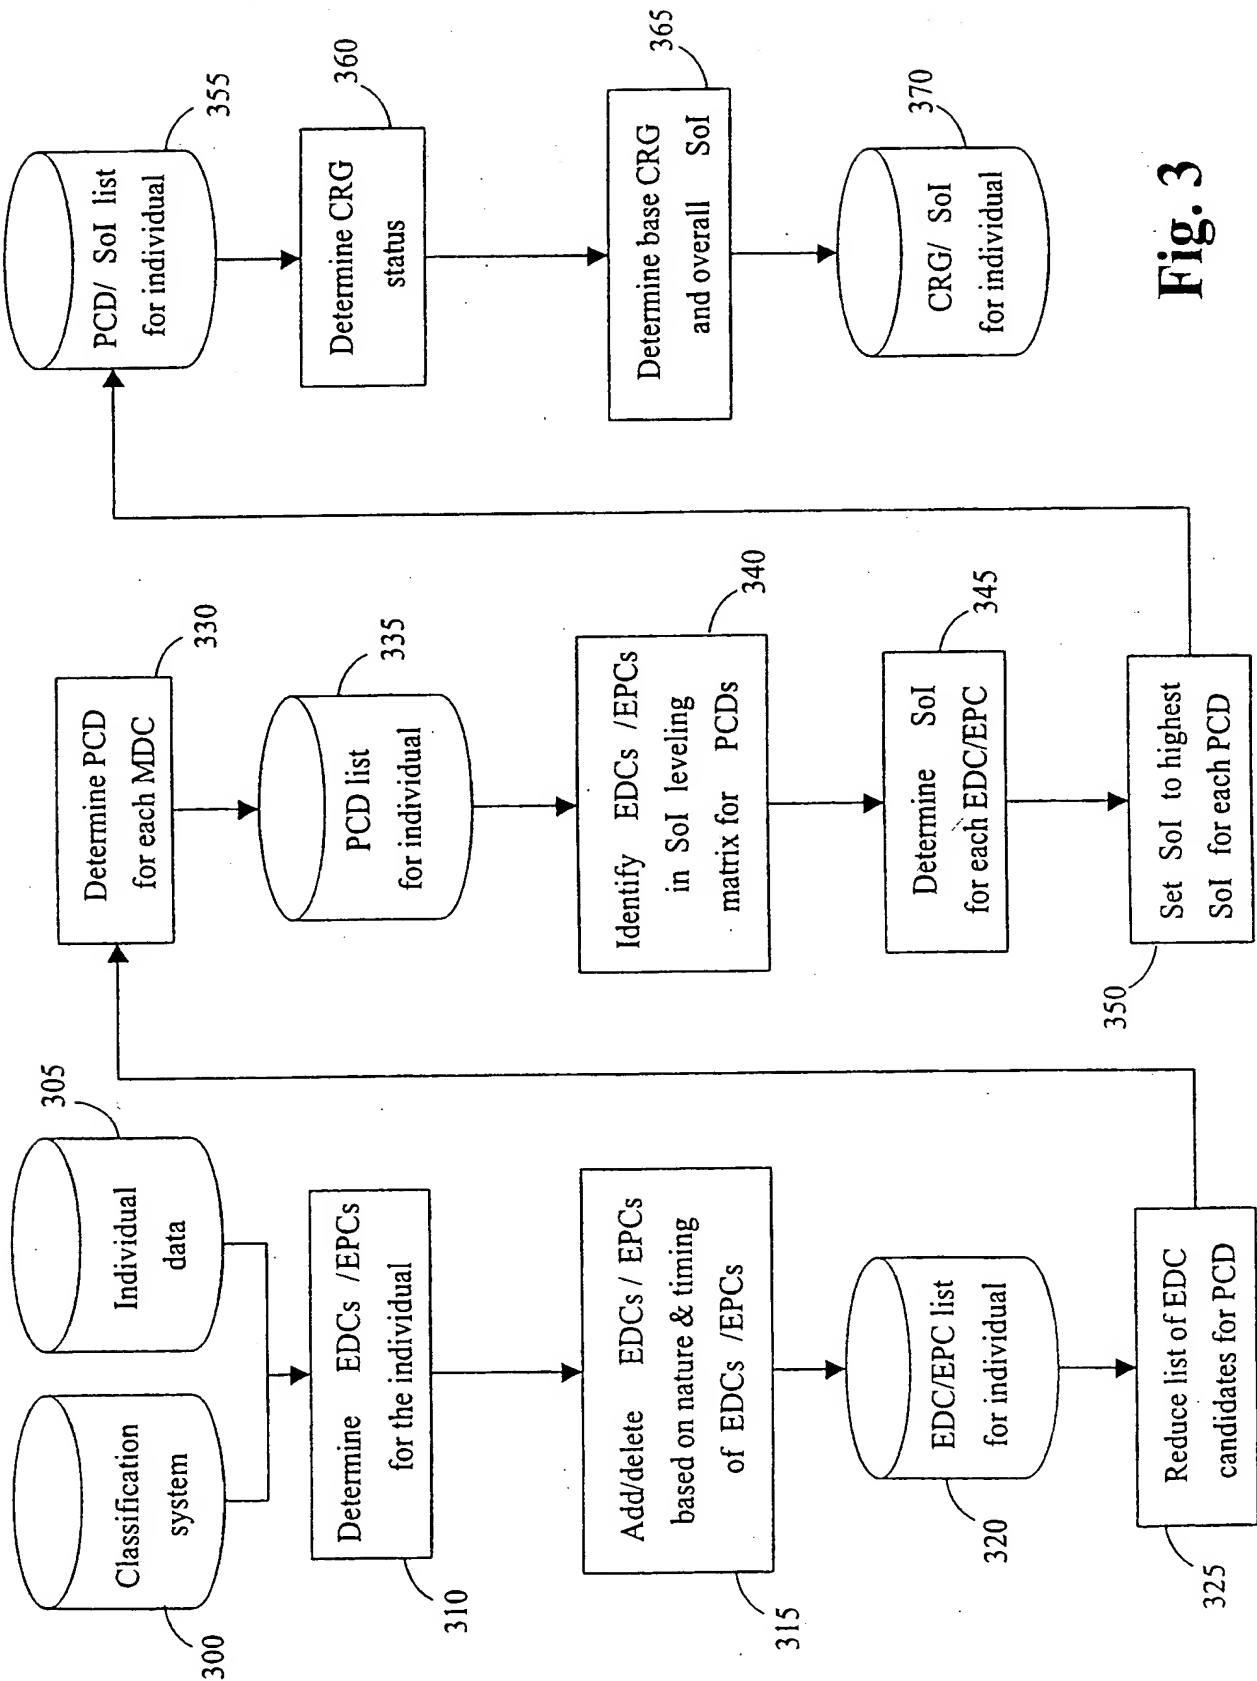 300
Classification
system
305
Individual
data
310
Determine EDCs /EPCs
for the individual
315
Add/delete EDCs / EPCs
based on nature & timing
of EDCs /EPCs
320
EDC/EPC list
for individual
325
Reduce list of EDC
candidates for PCD
330
Determine PCD
for each MDC
335
PCD list
for individual
340
Identify EDCs /EPCs
in SoI leveling
matrix for PCDs
345
Determine SoI
for each EDC/EPC
350
Set SoI to highest
SoI for each PCD
355
PCD/ SoI list
for individual
360
Determine CRG
status
365
Determine base CRG
and overall SoI
370
CRG/ SoI
for individual
Fig. 3